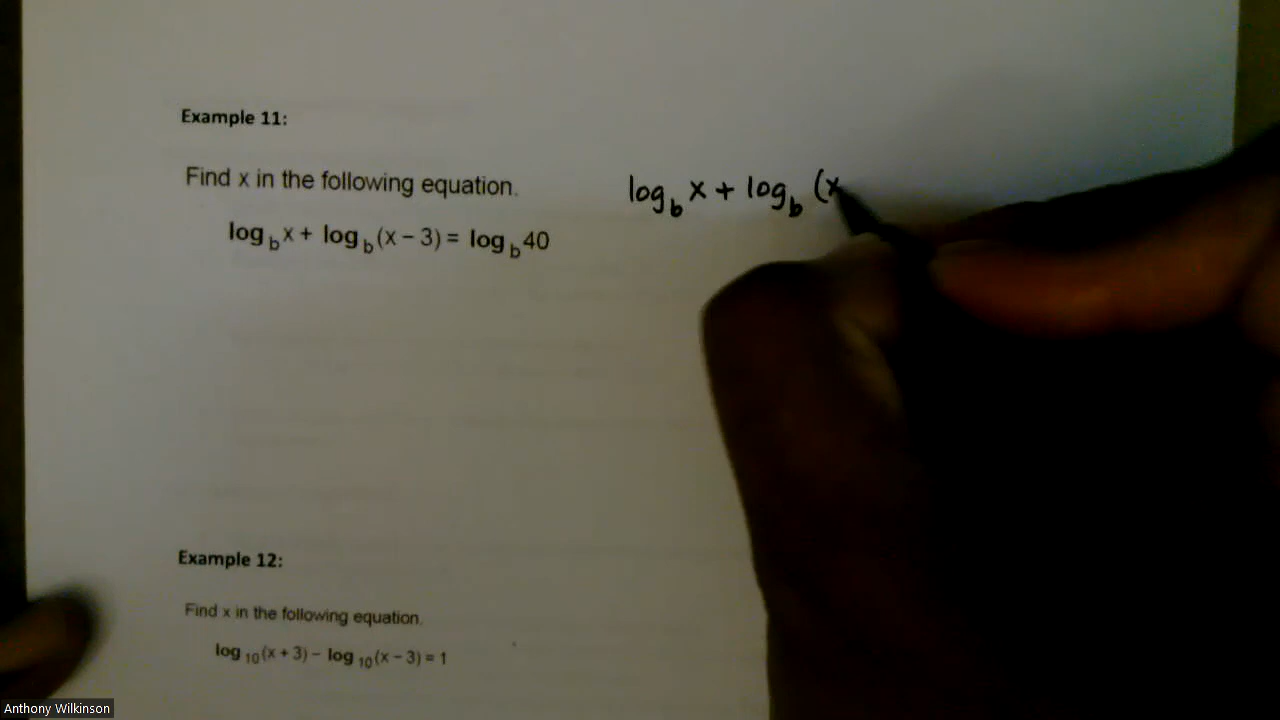 Example 11:
Find x in the following equation.
log b x + log b (x – 3) = log b 40
log b x + log b (x
Example 12:
Find x in the following equation.
log 10 (x + 3) – log 10 (x – 3) = 1
Anthony Wilkinson